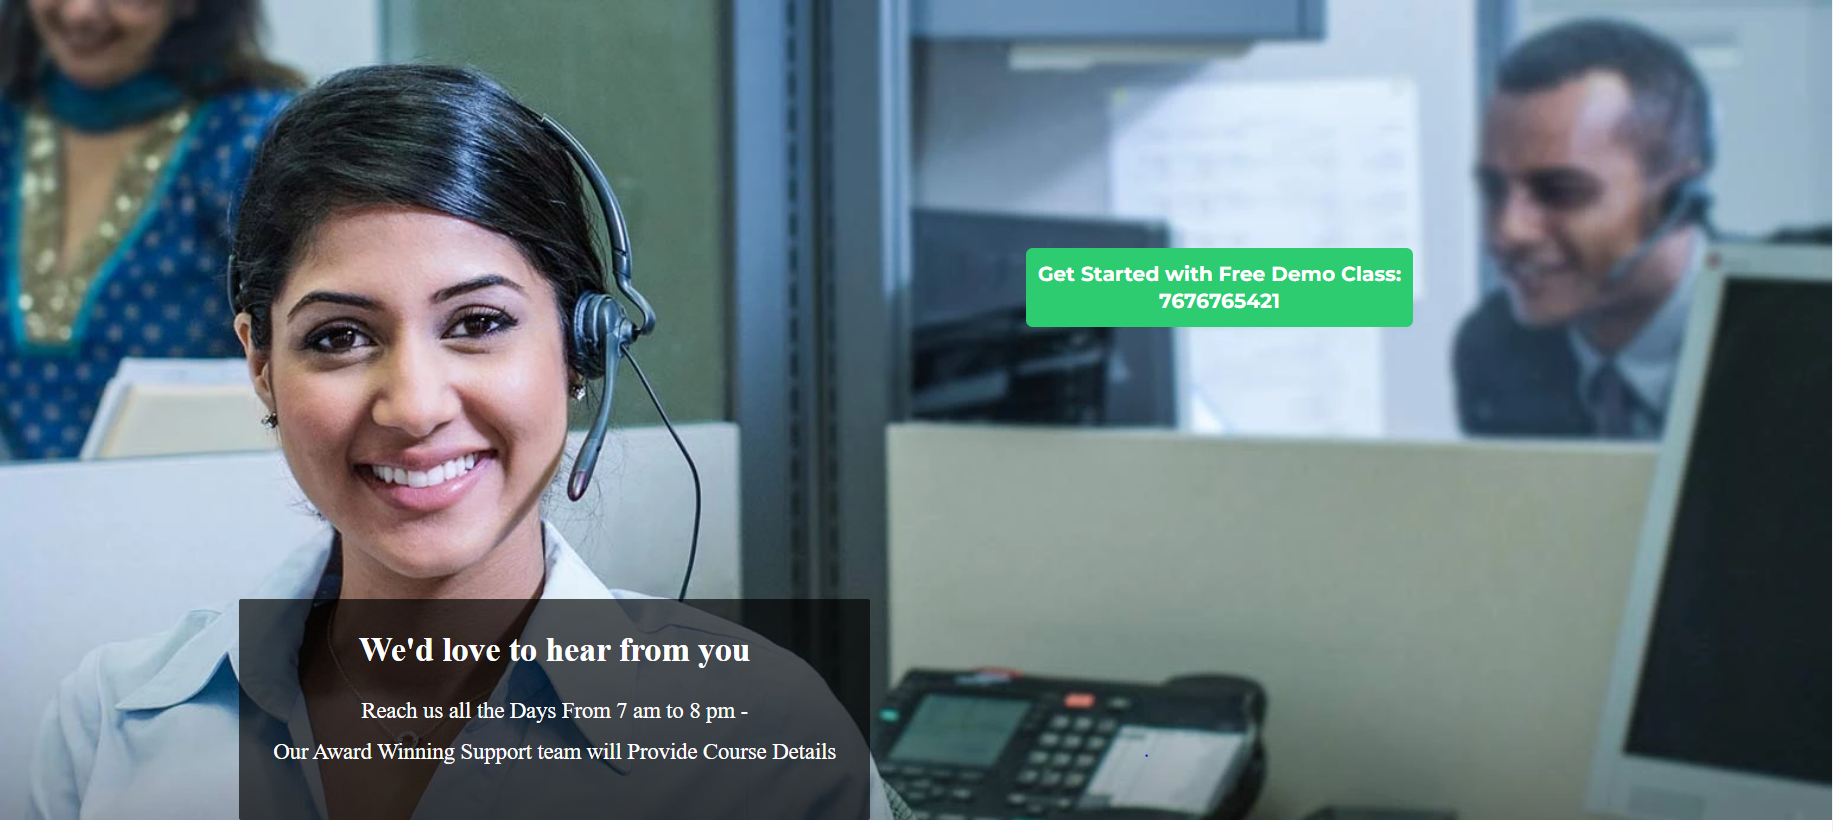 Get Started with Free Demo Class:
7676765421
We'd love to hear from you
Reach us all the Days From 7 am to 8 pm -
Our Award Winning Support team will Provide Course Details